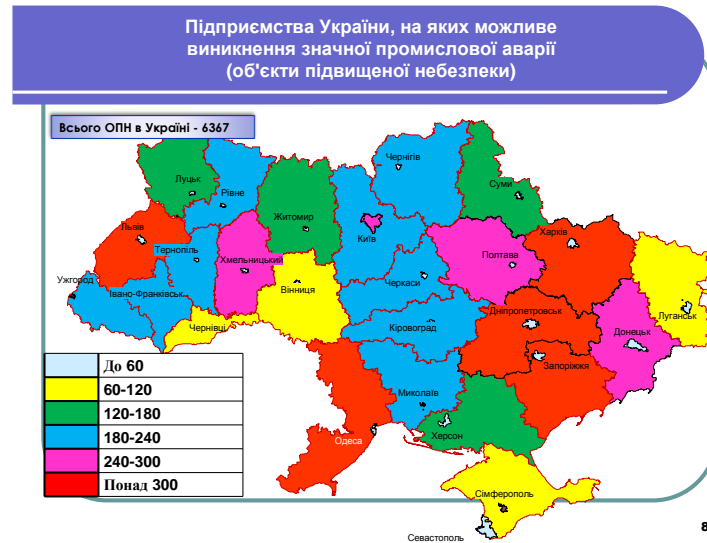 Підприємства України, на яких можливе
виникнення значної промислової аварії
(об'єкти підвищеної небезпеки)
Всього ОПН в Україні - 6367
Чернігів
Луцьк
Рівне
Суми
Житомир
Київ
Львів
Харків
Тернопіль
Хмельницький
Полтава
Ужгород
Івано-Франківськ
Вінниця
Черкаси
Чернівці
Кіровоград
Дніпропетровськ
Луганськ
Донецьк
Запоріжжя
Миколаїв
Херсон
Одеса
Сімферополь
Севастополь
До 60
60-120
120-180
180-240
240-300
Понад 300
8